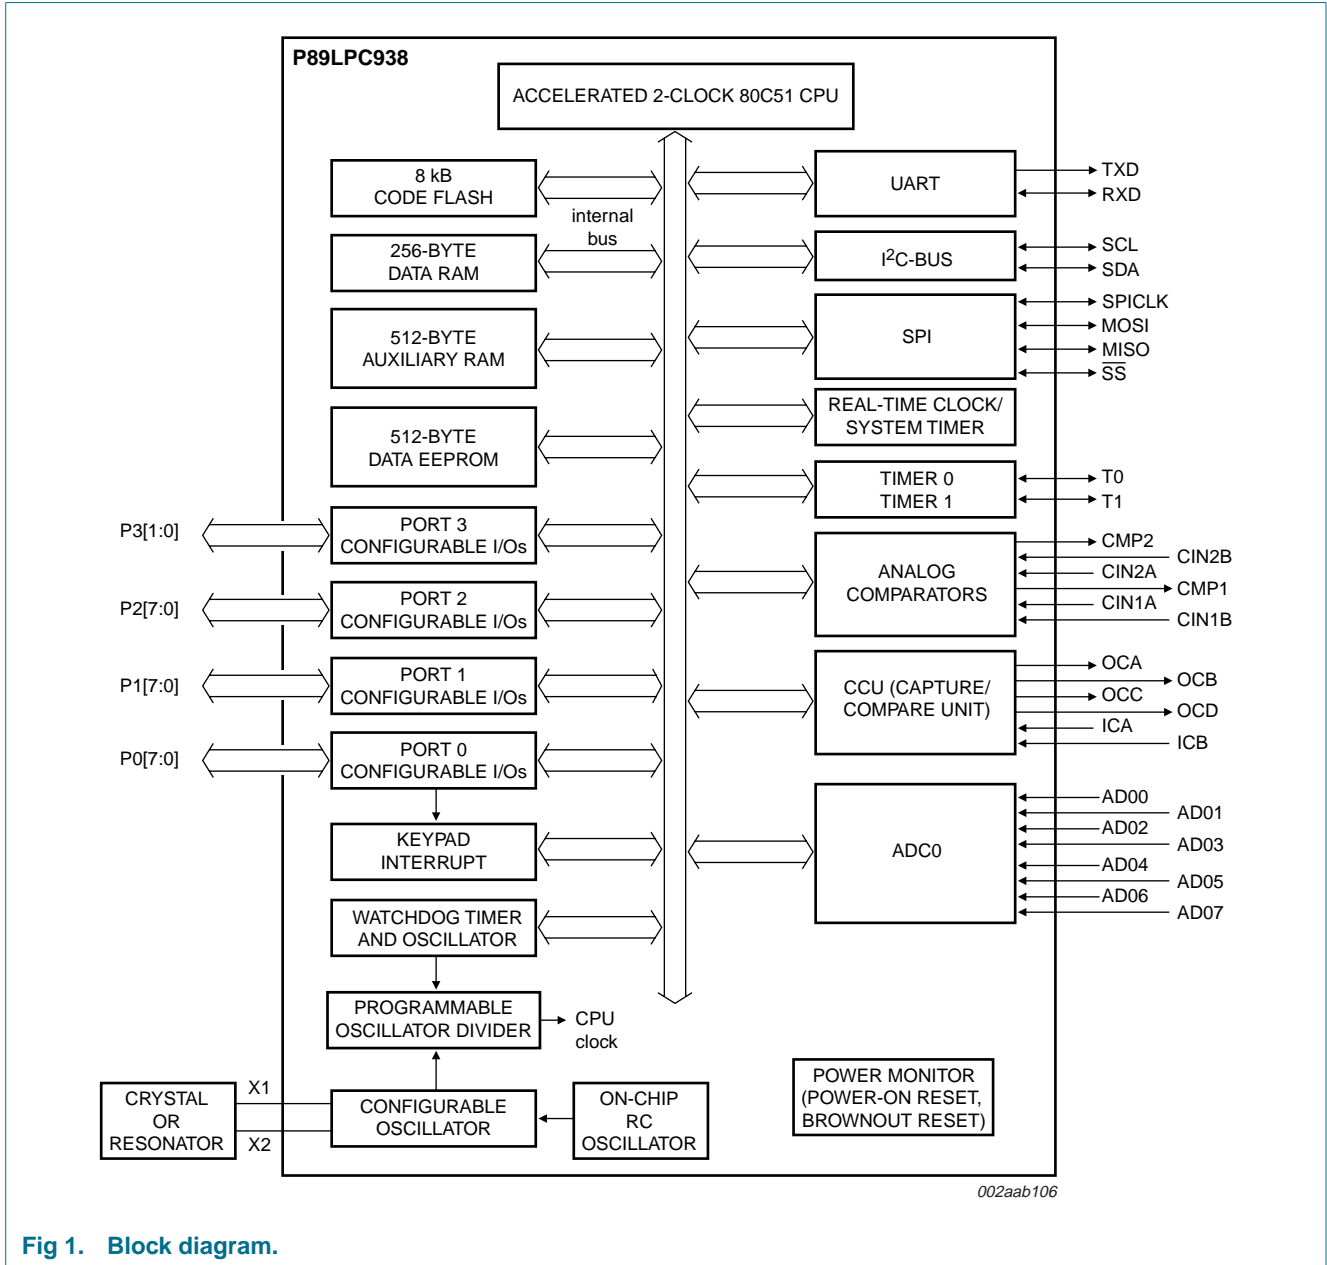 P89LPC938
ACCELERATED 2-CLOCK 80C51 CPU
8 kB
CODE FLASH
internal
bus
256-BYTE
DATA RAM
512-BYTE
AUXILIARY RAM
512-BYTE
DATA EEPROM
P3[1:0]
PORT 3
CONFIGURABLE I/Os
P2[7:0]
PORT 2
CONFIGURABLE I/Os
P1[7:0]
PORT 1
CONFIGURABLE I/Os
P0[7:0]
PORT 0
CONFIGURABLE I/Os
KEYPAD
INTERRUPT
WATCHDOG TIMER
AND OSCILLATOR
PROGRAMMABLE
OSCILLATOR DIVIDER
CPU
clock
CRYSTAL
OR
RESONATOR
X1
X2
CONFIGURABLE
OSCILLATOR
ON-CHIP
RC
OSCILLATOR
UART
TXD
RXD
I2C-BUS
SCL
SDA
SPI
SPICLK
MOSI
MISO
SS
REAL-TIME CLOCK/
SYSTEM TIMER
TIMER 0
TIMER 1
T0
T1
ANALOG
COMPARATORS
CMP2
CIN2B
CIN2A
CMP1
CIN1A
CIN1B
CCU (CAPTURE/
COMPARE UNIT)
OCA
OCB
OCC
OCD
ICA
ICB
ADC0
AD00
AD01
AD02
AD03
AD04
AD05
AD06
AD07
POWER MONITOR
(POWER-ON RESET,
BROWNOUT RESET)
002aab106
Fig 1. Block diagram.